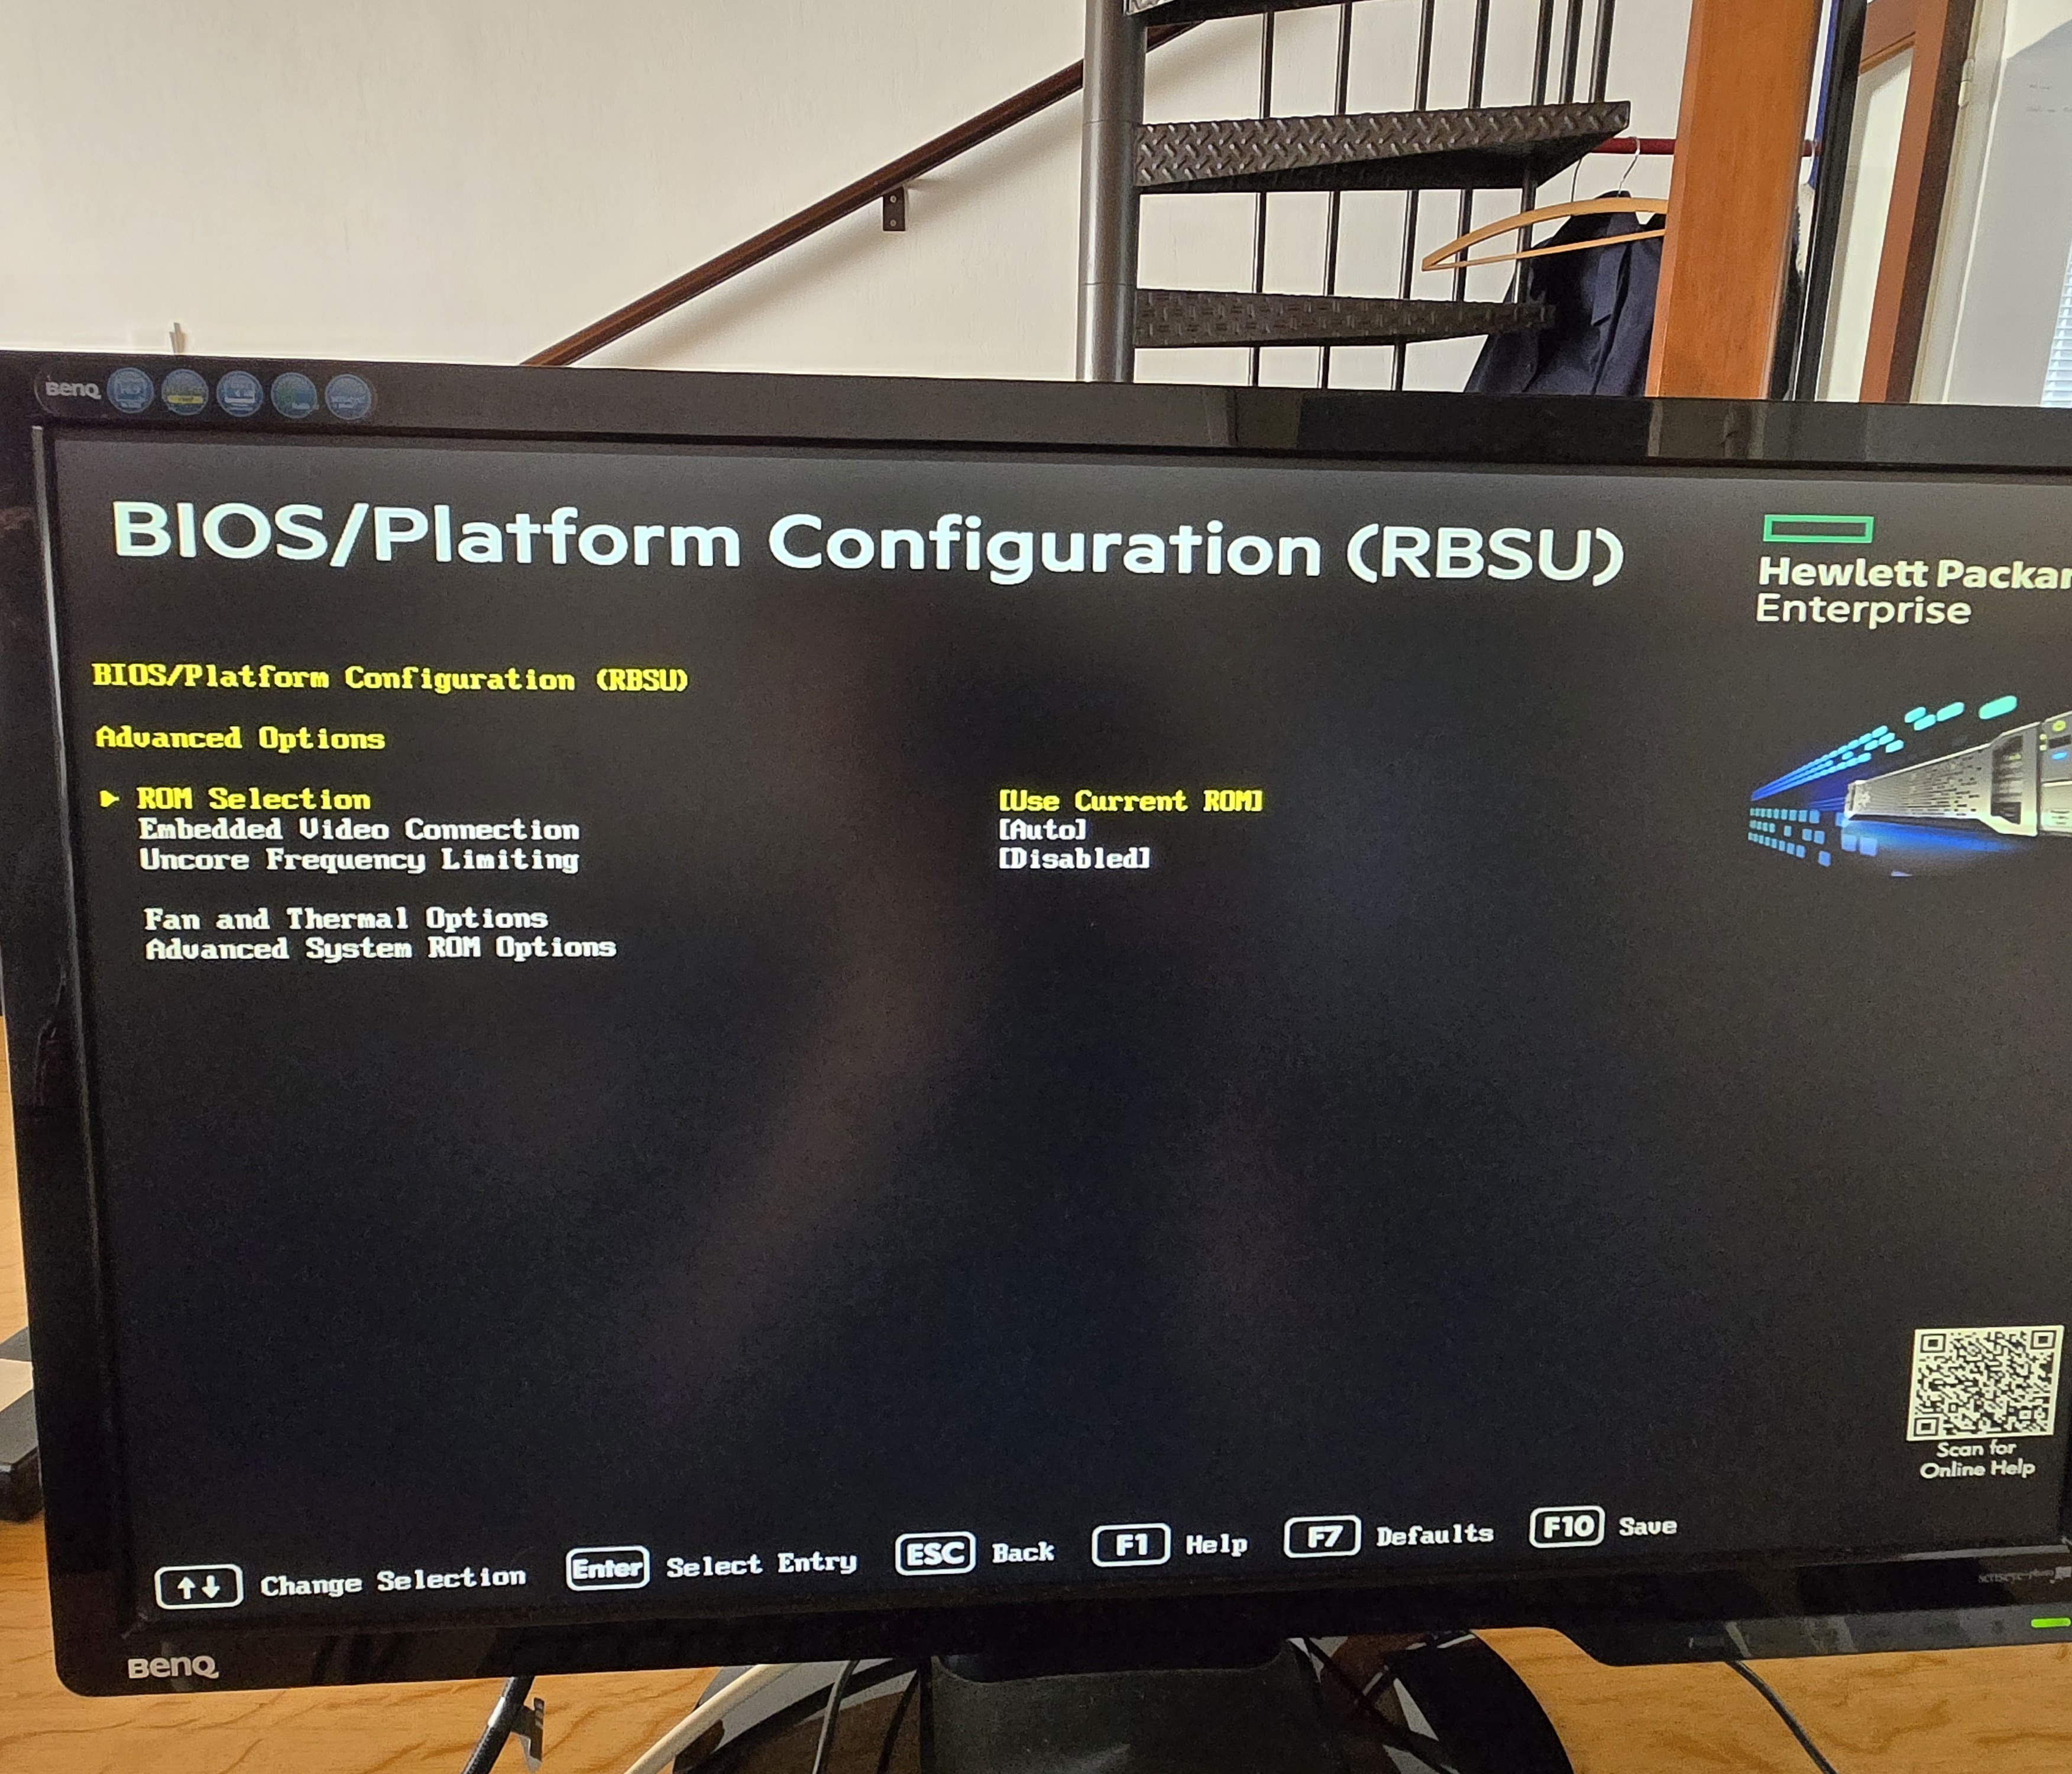 BenQ
BIOS/Platform Configuration (RBSU)
Hewlett Packar
Enterprise
BIOS/Platform Configuration (RBSU)
Advanced Options
ROM Selection [Use Current ROM]
Embedded Video Connection [Auto]
Uncore Frequency Limiting [Disabled]
Fan and Thermal Options
Advanced System ROM Options
Scan for
Online Help
↑↓ Change Selection Enter Select Entry ESC Back F1 Help F7 Defaults F10 Save
BenQ